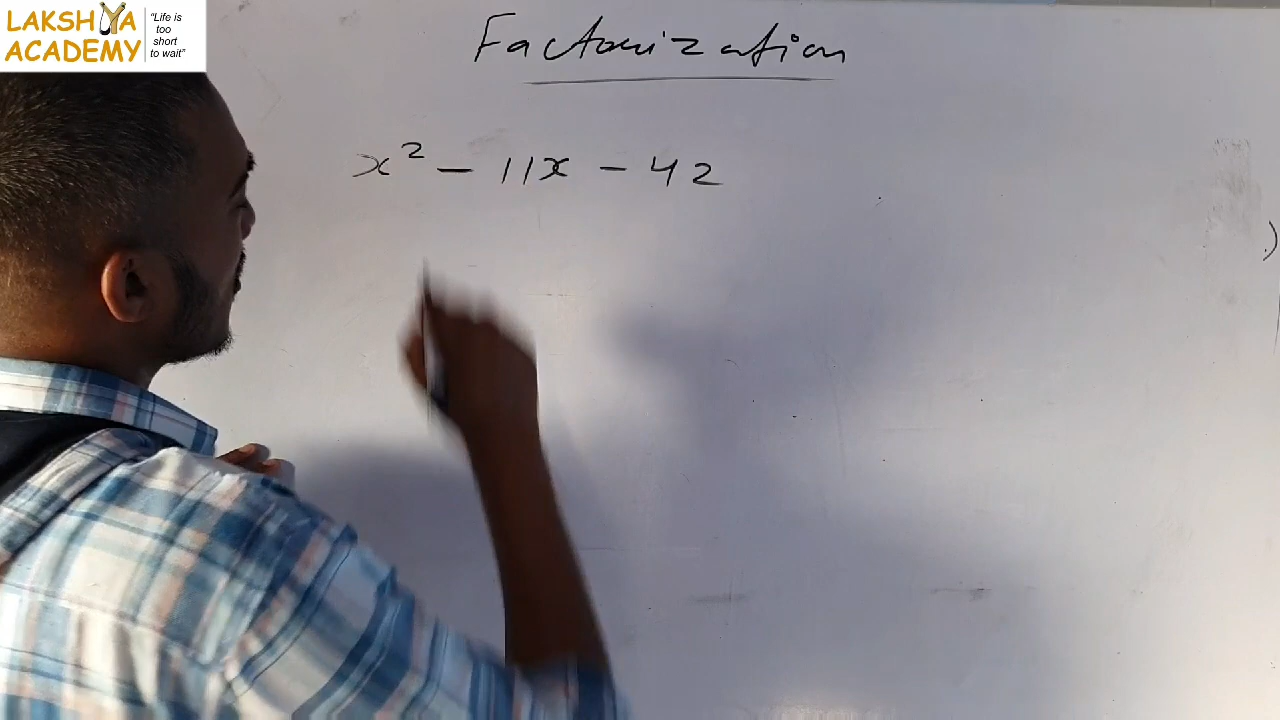 LAKSHYA
ACADEMY
"Life is
too
short
to wait"
Factorization
x² - 11x - 42
)